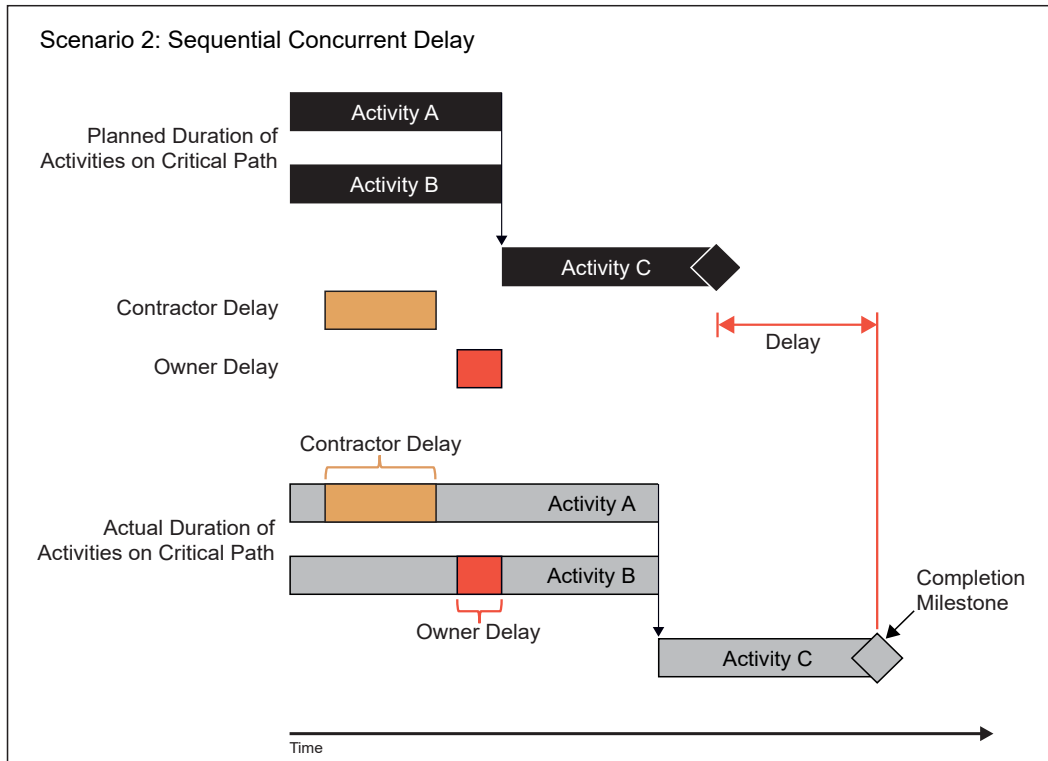 Scenario 2: Sequential Concurrent Delay
Activity A
Planned Duration of
Activities on Critical Path
Activity B
Activity C
Contractor Delay
Delay
Owner Delay
Contractor Delay
Activity A
Actual Duration of
Activities on Critical Path
Activity B
Completion
Milestone
Owner Delay
Activity C
Time